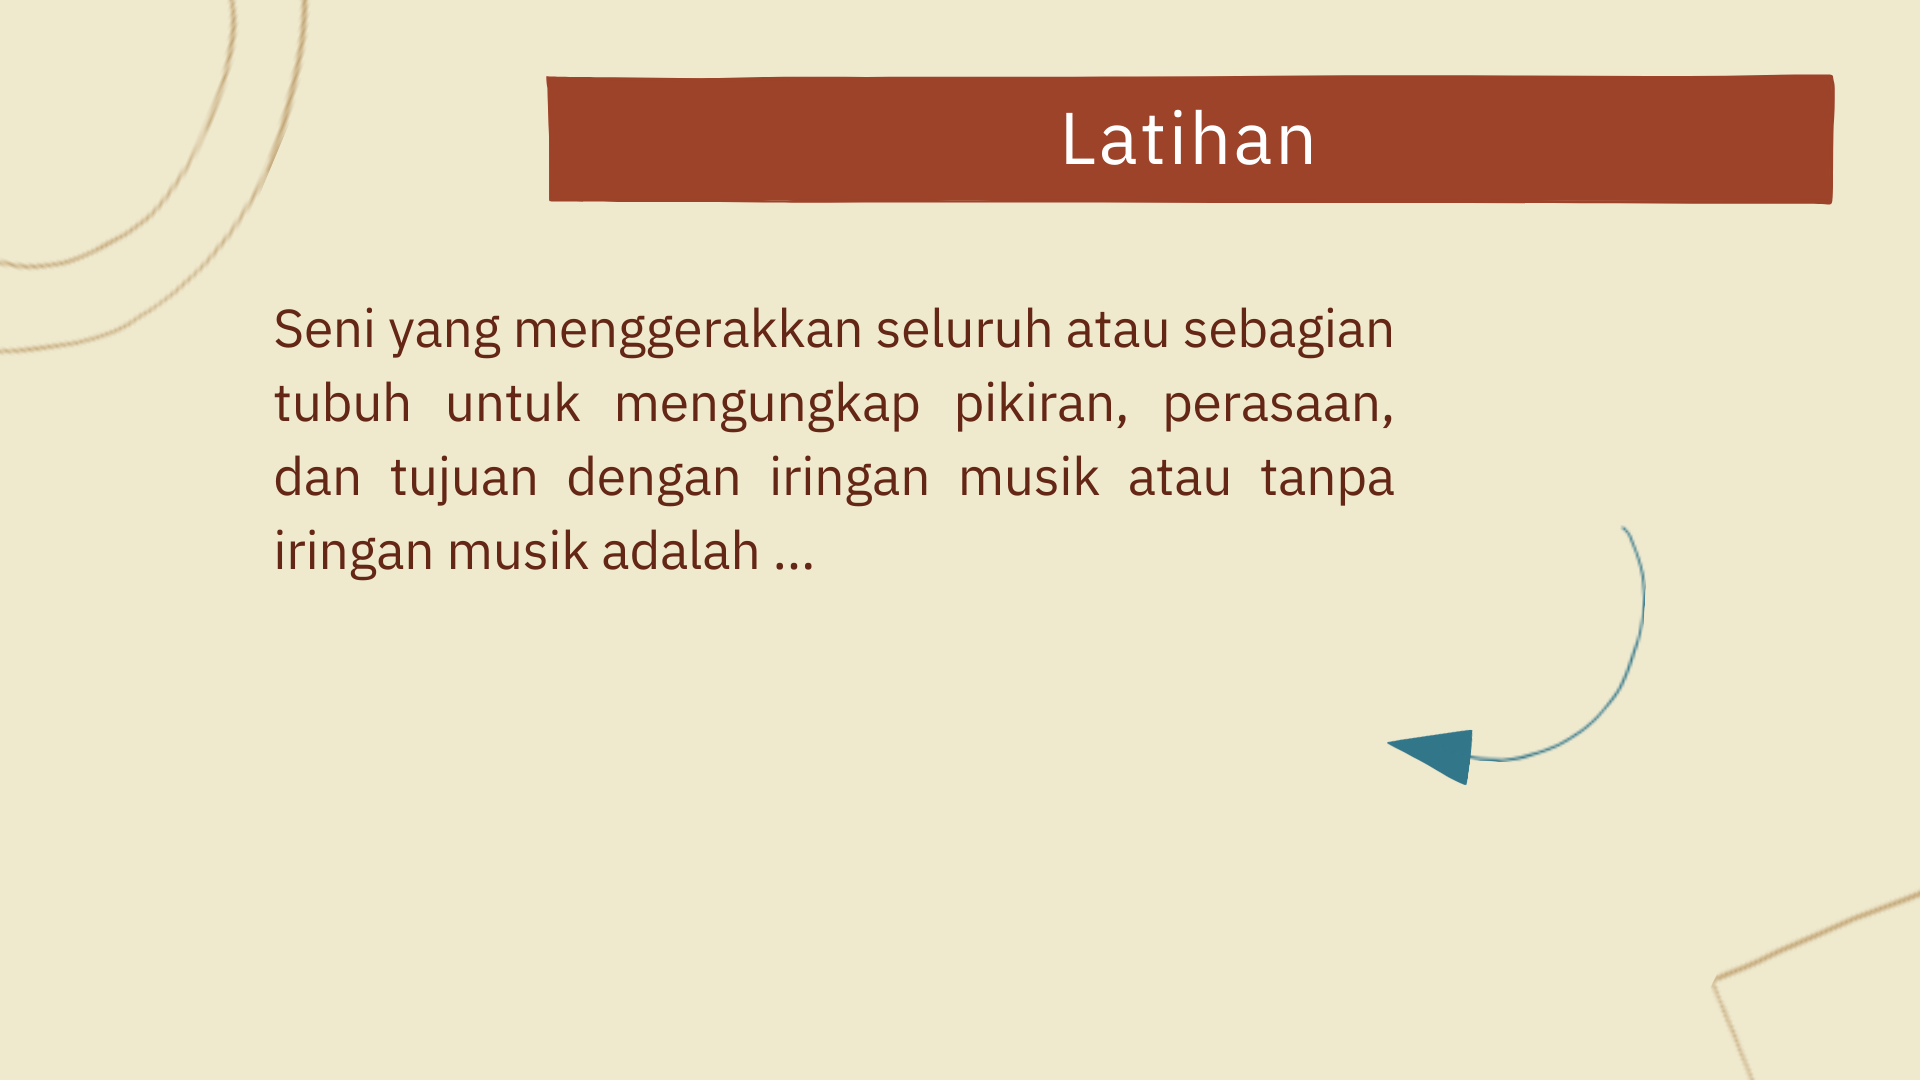 Latihan
Seni yang menggerakkan seluruh atau sebagian
tubuh untuk mengungkap pikiran, perasaan,
dan tujuan dengan iringan musik atau tanpa
iringan musik adalah ...